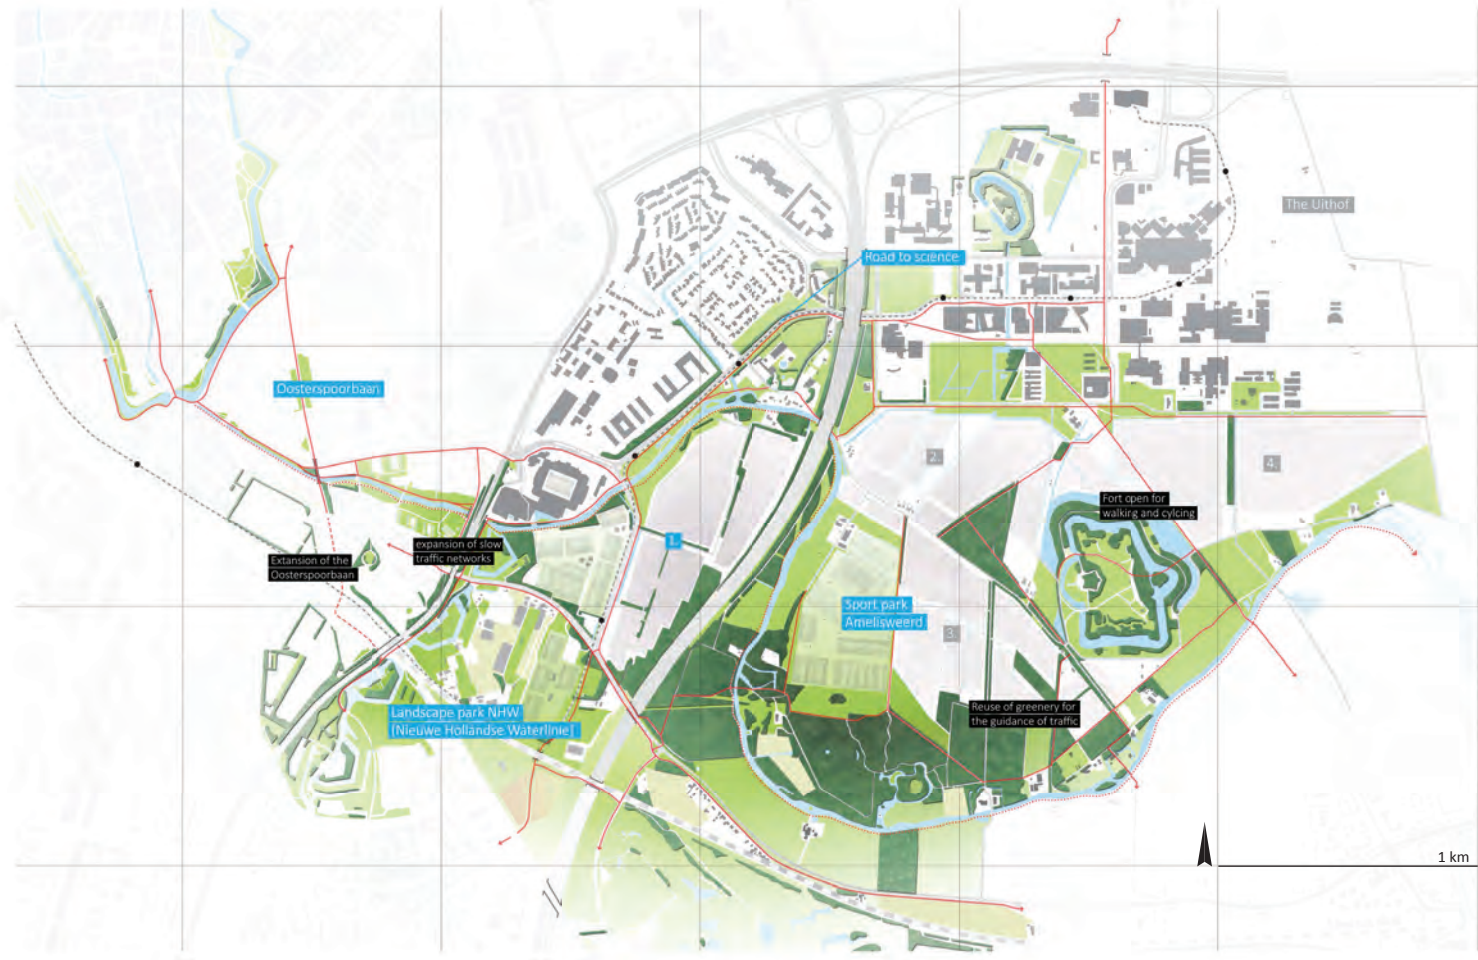 The Uithof
Road to science
Oosterspoorbaan
2.
4.
Fort open for
walking and cylcing
1.
expansion of slow
traffic networks
Extansion of the
Oosterspoorbaan
Sport park
Amelisweerd
3.
Reuse of greenery for
the guidance of traffic
Landscape park NHW
(Nieuwe Hollandse Waterlinie)
1 km